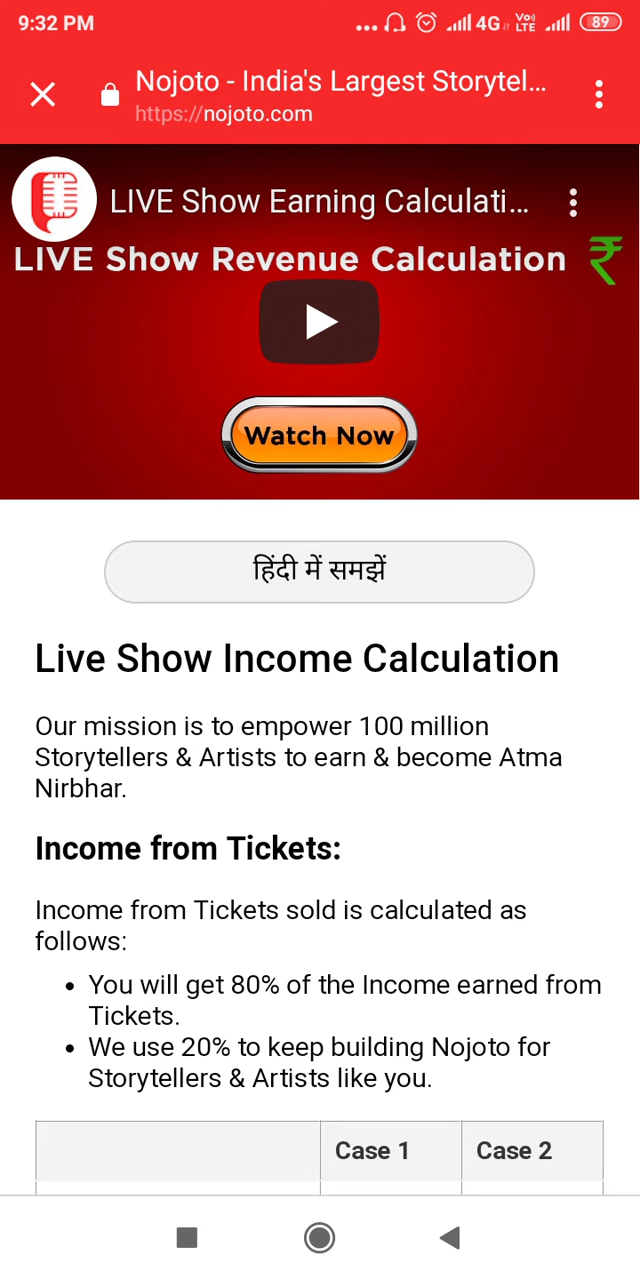 9:32 PM
4G
Vo)) LTE
89
Nojoto - India's Largest Storytel...
https://nojoto.com
LIVE Show Earning Calculati...
LIVE Show Revenue Calculation ₹
Watch Now
हिंदी में समझें
Live Show Income Calculation
Our mission is to empower 100 million
Storytellers & Artists to earn & become Atma
Nirbhar.
Income from Tickets:
Income from Tickets sold is calculated as
follows:
• You will get 80% of the Income earned from
Tickets.
• We use 20% to keep building Nojoto for
Storytellers & Artists like you.
Case 1
Case 2